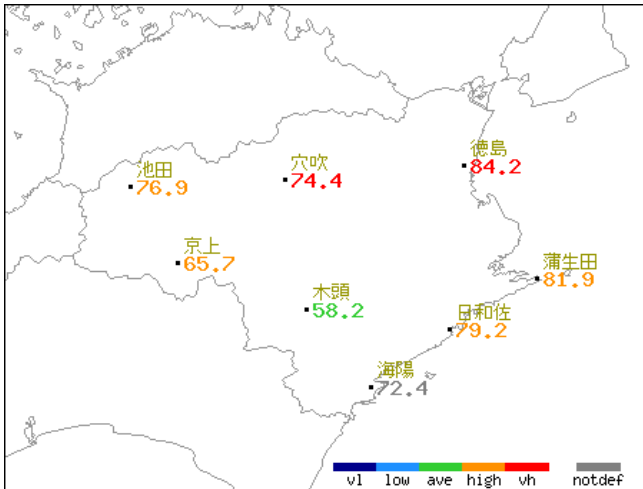 徳島
84.2
穴吹
74.4
池田
76.9
京上
65.7
蒲生田
81.9
木頭
58.2
日和佐
79.2
海陽
72.4
vl low ave high vh notdef